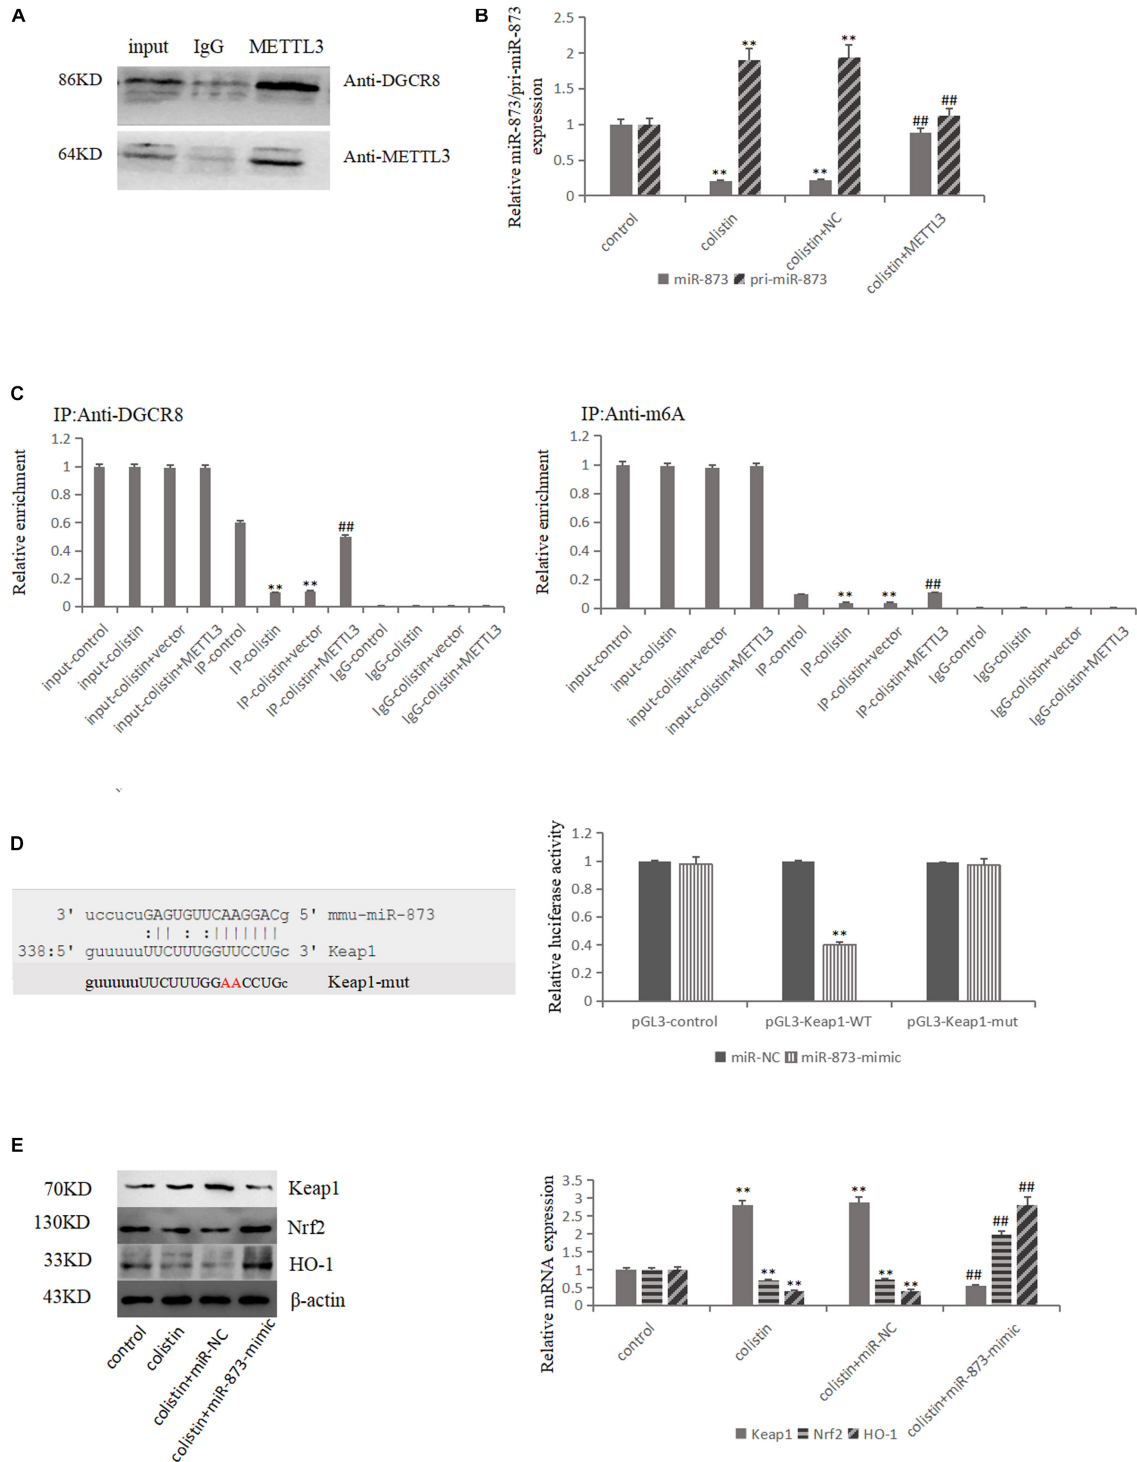 A
input IgG METTL3
86KD Anti-DGCR8
64KD Anti-METTL3
B
Relative miR-873/pri-miR-873
expression
2.5
2
1.5
1
0.5
0
** ** ** ** ## ##
control colistin colistin+NC colistin+METTL3
miR-873 pri-miR-873
C
IP:Anti-DGCR8
Relative enrichment
1.2
1
0.8
0.6
0.4
0.2
0
** ** ##
input-control input-colistin input-colistin+vector input-colistin+METTL3 IP-control IP-colistin IP-colistin+vector IP-colistin+METTL3 IgG-control IgG-colistin IgG-colistin+vector IgG-colistin+METTL3
IP:Anti-m6A
Relative enrichment
1.2
1
0.8
0.6
0.4
0.2
0
** ** ##
input-control input-colistin input-colistin+vector input-colistin+METTL3 IP-control IP-colistin IP-colistin+vector IP-colistin+METTL3 IgG-control IgG-colistin IgG-colistin+vector IgG-colistin+METTL3
D
3' uccucuGAGUGUUCAAGGACg 5' mmu-miR-873
:|| : :|||||||
338:5' guuuuuUUCUUUGGUUCCUGc 3' Keap1
guuuuuUUCUUUGGAACCUGc Keap1-mut
Relative luciferase activity
1.2
1
0.8
0.6
0.4
0.2
0
**
pGL3-control pGL3-Keap1-WT pGL3-Keap1-mut
miR-NC miR-873-mimic
E
70KD Keap1
130KD Nrf2
33KD HO-1
43KD β-actin
control colistin colistin+miR-NC colistin+miR-873-mimic
Relative mRNA expression
3.5
3
2.5
2
1.5
1
0.5
0
** ** ** ** ** ** ## ## ##
control colistin colistin+miR-NC colistin+miR-873-mimic
Keap1 Nrf2 HO-1